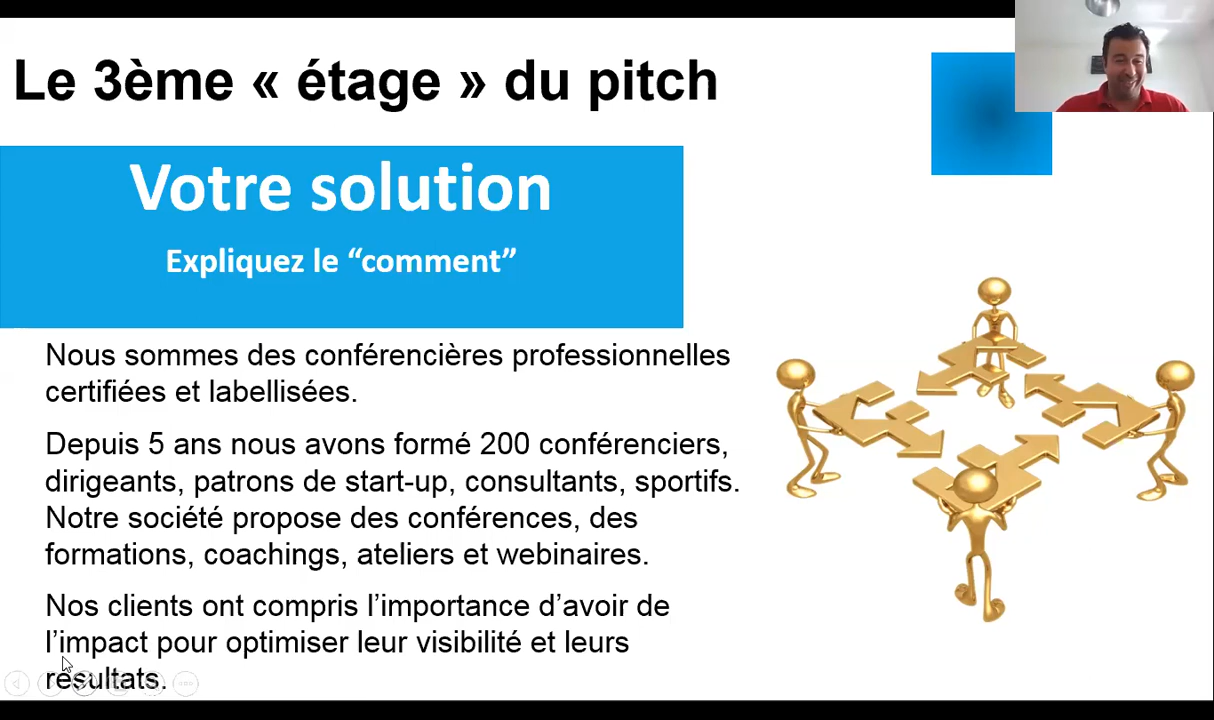 Le 3ème « étage » du pitch
Votre solution
Expliquez le “comment”
Nous sommes des conférencières professionnelles
certifiées et labellisées.
Depuis 5 ans nous avons formé 200 conférenciers,
dirigeants, patrons de start-up, consultants, sportifs.
Notre société propose des conférences, des
formations, coachings, ateliers et webinaires.
Nos clients ont compris l’importance d’avoir de
l’impact pour optimiser leur visibilité et leurs
résultats.